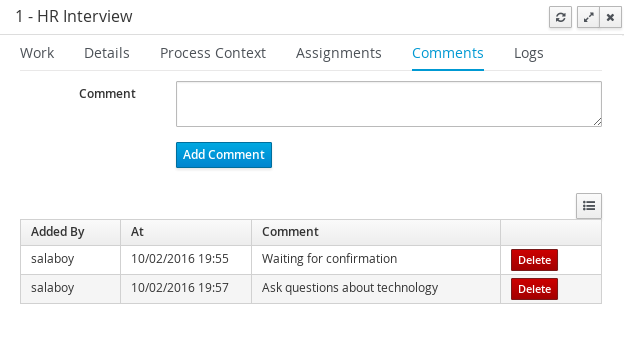 1 - HR Interview
Work Details Process Context Assignments Comments Logs
Comment
Add Comment
Added By At Comment
salaboy 10/02/2016 19:55 Waiting for confirmation Delete
salaboy 10/02/2016 19:57 Ask questions about technology Delete